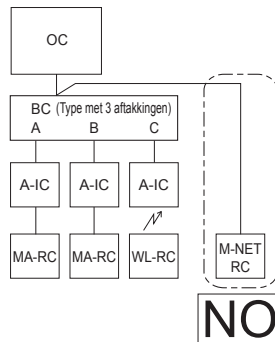 OC
BC (Type met 3 aftakkingen)
A B C
A-IC A-IC A-IC
MA-RC MA-RC WL-RC
M-NET
RC
NO